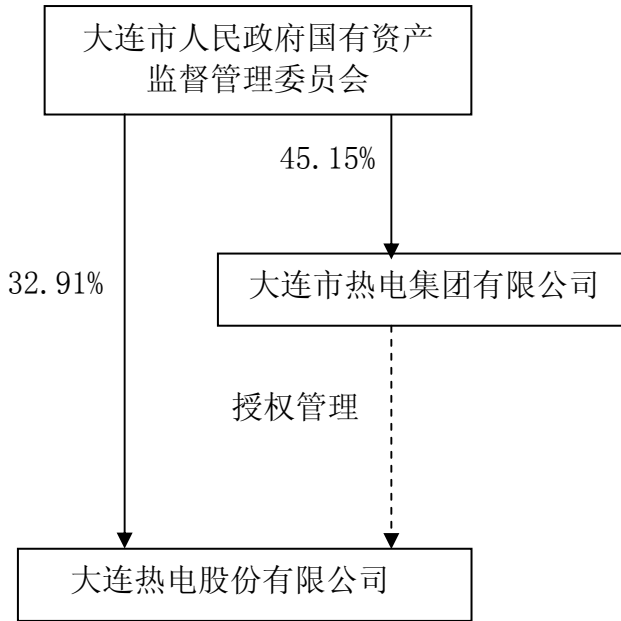 大连市人民政府国有资产
监督管理委员会
45.15%
32.91%
大连市热电集团有限公司
授权管理
大连热电股份有限公司